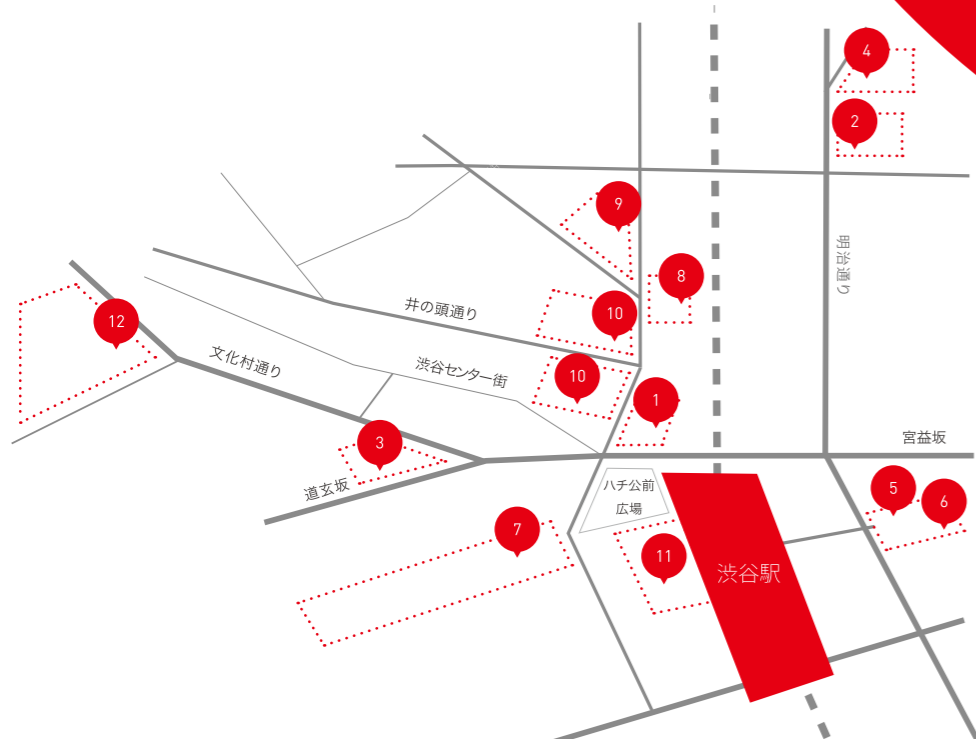 4
2
9
明治通り
8
10
井の頭通り
12
文化村通り
渋谷センター街
10
1
3
宮益坂
道玄坂
ハチ公前
広場
5
6
7
11
渋谷駅